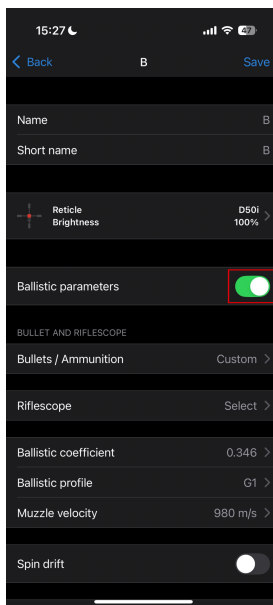 15:27
47
Back B Save
Name B
Short name B
Reticle D50i
Brightness 100%
Ballistic parameters
BULLET AND RIFLESCOPE
Bullets / Ammunition Custom
Riflescope Select
Ballistic coefficient 0.346
Ballistic profile G1
Muzzle velocity 980 m/s
Spin drift